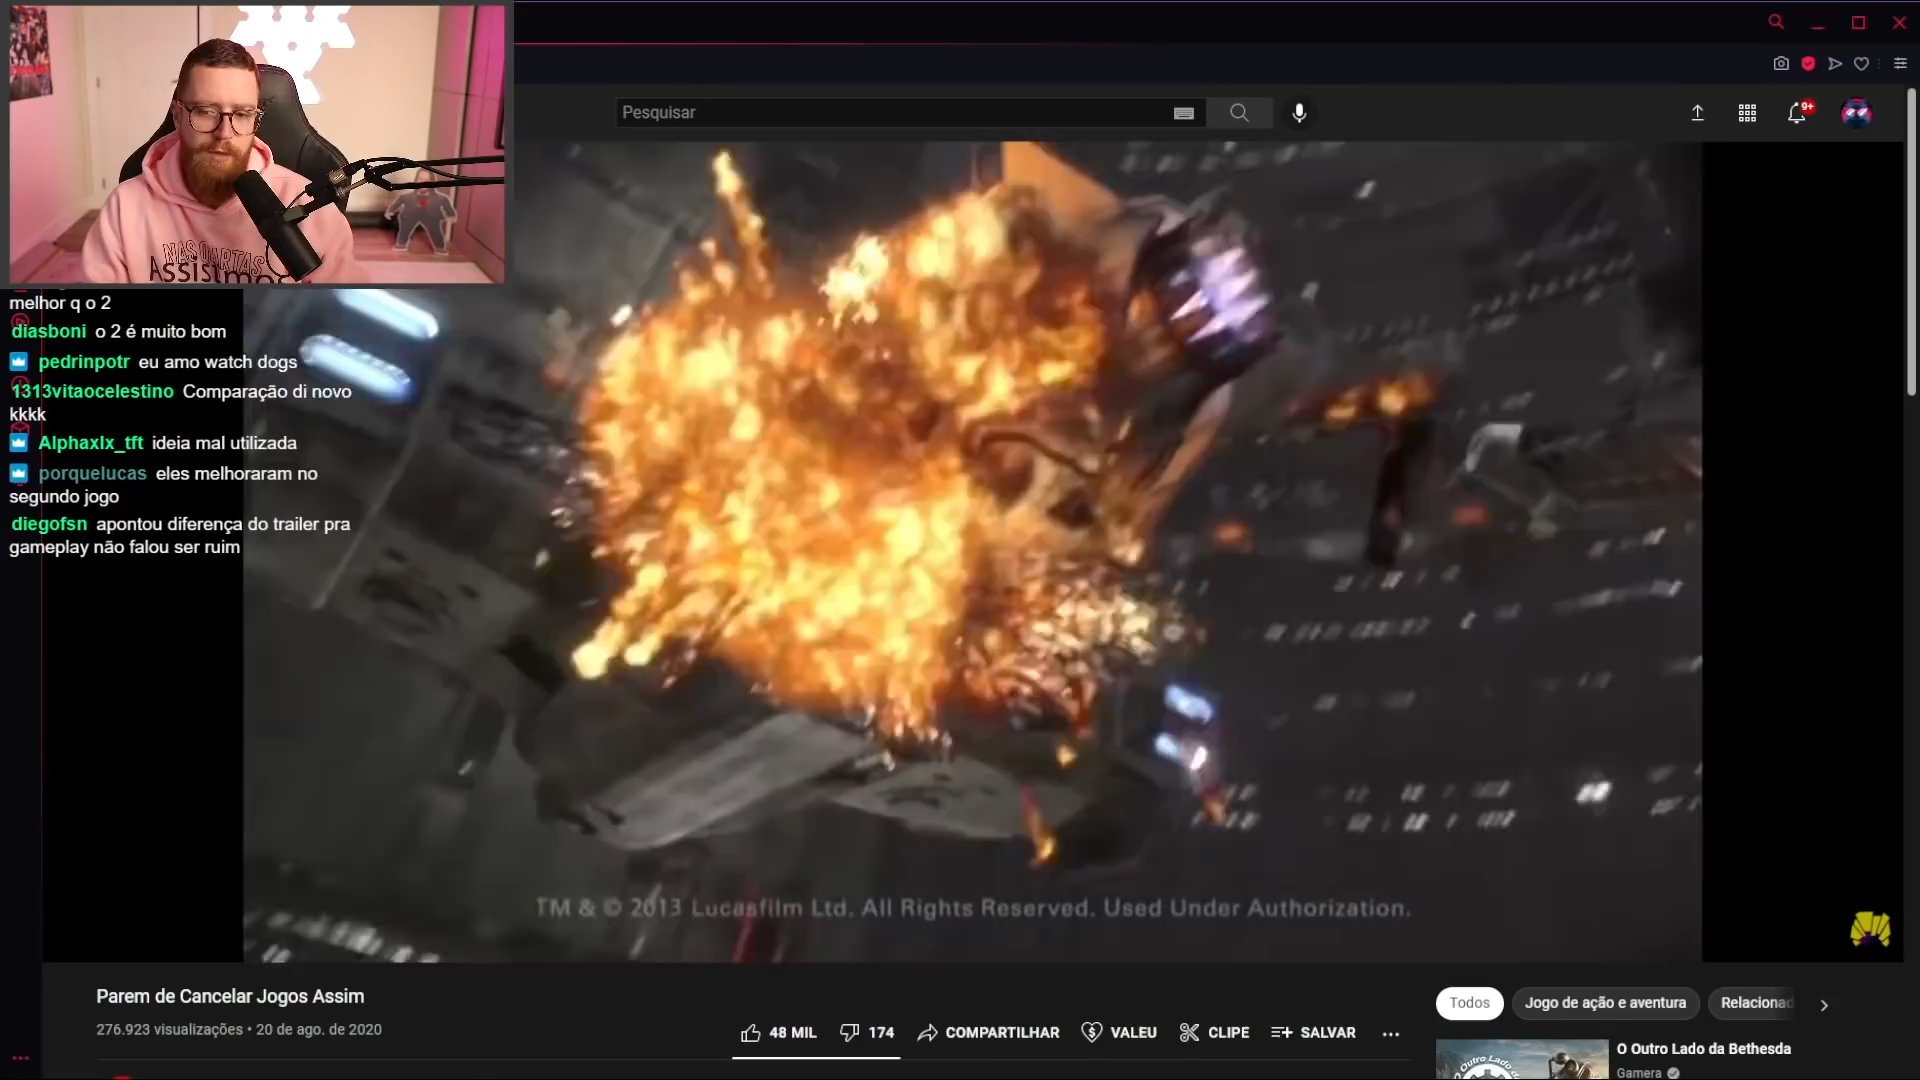 Pesquisar
9+
NAS QUARTAS
melhor q o 2
diasboni o 2 é muito bom
pedrinpotr eu amo watch dogs
1313vitaocelestino Comparação di novo
kkkk
Alphaxlx_tft ideia mal utilizada
porquelucas eles melhoraram no
segundo jogo
diegofsn apontou diferença do trailer pra
gameplay não falou ser ruim
TM & © 2013 Lucasfilm Ltd. All Rights Reserved. Used Under Authorization.
Parem de Cancelar Jogos Assim
276.923 visualizações • 20 de ago. de 2020
48 MIL
174
COMPARTILHAR
VALEU
CLIPE
SALVAR
Todos
Jogo de ação e aventura
Relacionad
O Outro Lado da Bethesda
Gamera